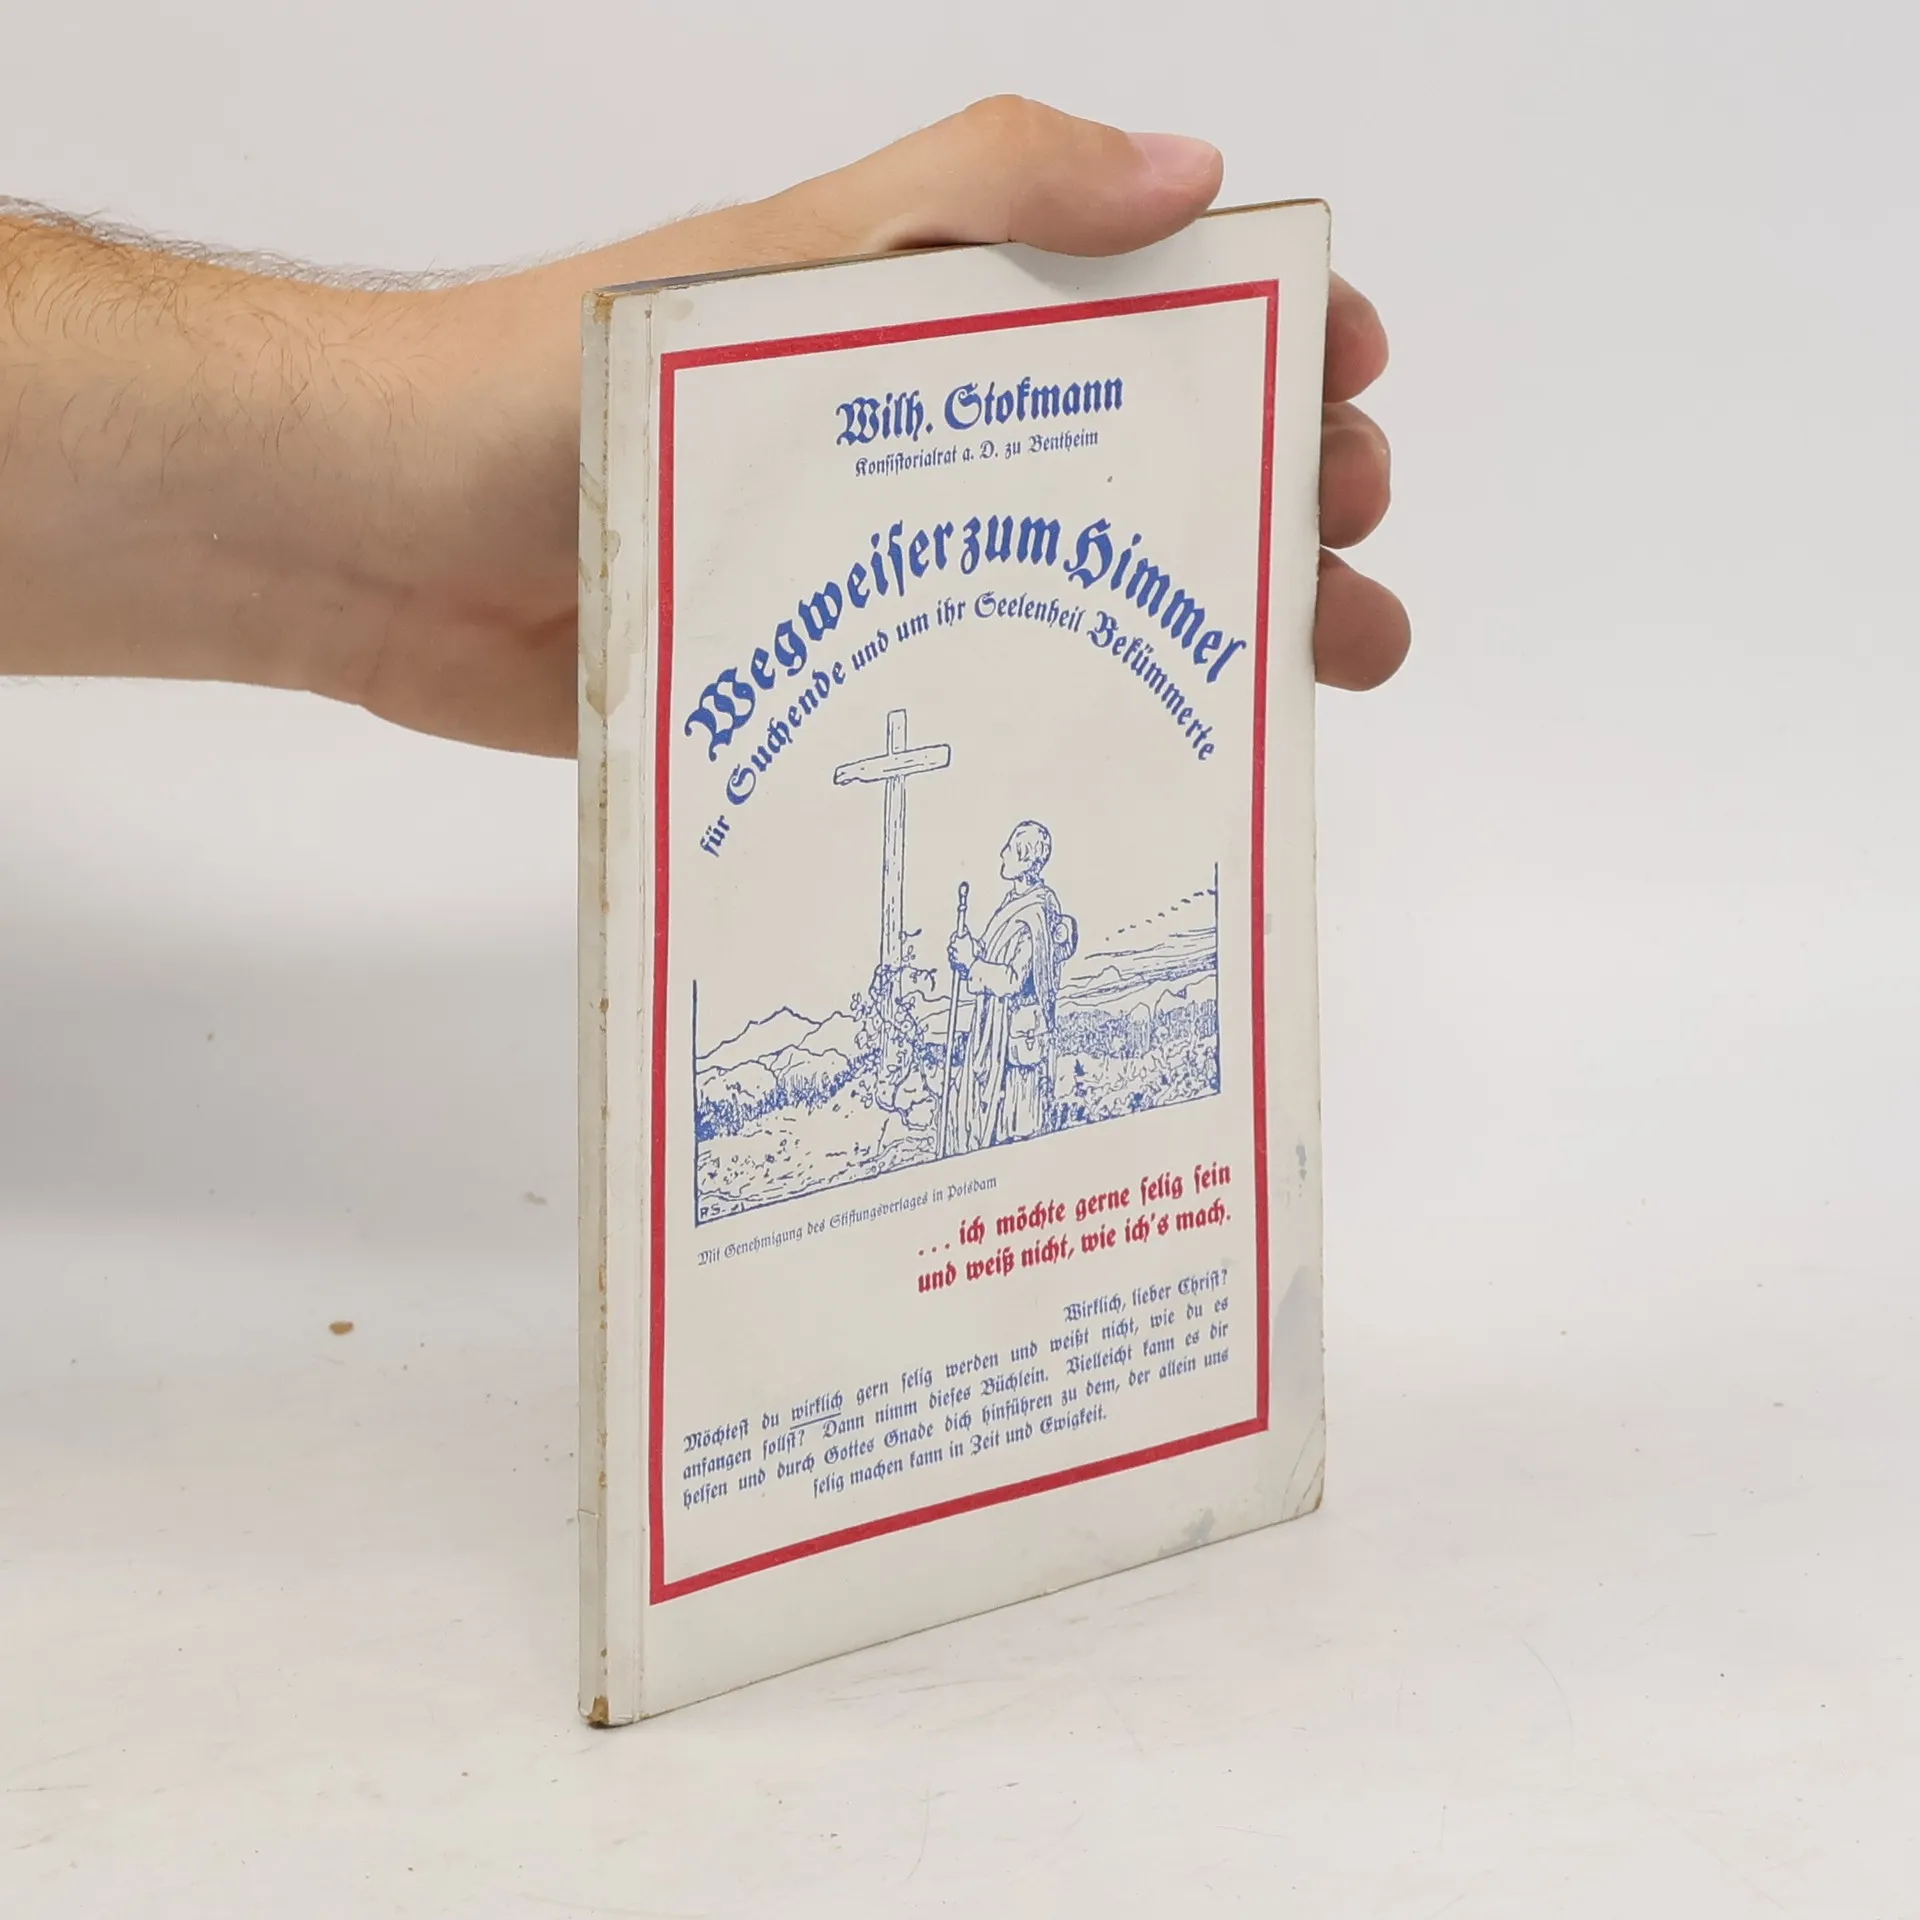 Wilh. Stokmann
Konsistorialrat a. D. zu Bentheim
Wegweiser zum Himmel
für Suchende und um ihr Seelenheil Bekümmerte
Mit Genehmigung des Stiftungsverlages in Potsdam
... ich möchte gerne selig sein
und weiß nicht, wie ich's mach.
Wirklich, lieber Christ?
Möchtest du wirklich gern selig werden und weißt nicht, wie du es
anfangen sollst? Dann nimm dieses Büchlein. Vielleicht kann es dir
helfen und durch Gottes Gnade dich hinführen zu dem, der allein uns
selig machen kann in Zeit und Ewigkeit.